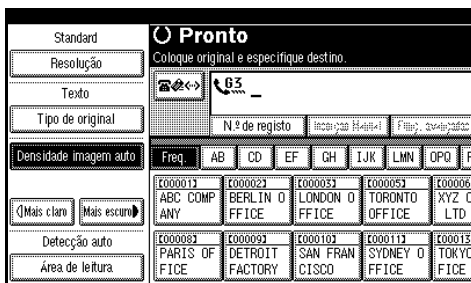 Standard
Resolução
Texto
Tipo de original
Densidade imagem auto
Mais claro Mais escuro
Detecção auto
Área de leitura
Pronto
Coloque original e especifique destino.
G3 _
N.º de registo
Freq. AB CD EF GH IJK LMN OPQ
[00001] [00002] [00003] [00005] [00006
ABC COMP BERLIN O LONDON O TORONTO XYZ C
ANY FFICE FFICE OFFICE LTD
[00008] [00009] [00010] [00011] [00013
PARIS OF DETROIT SAN FRAN SYDNEY O TOKYO
FICE FACTORY CISCO FFICE FICE